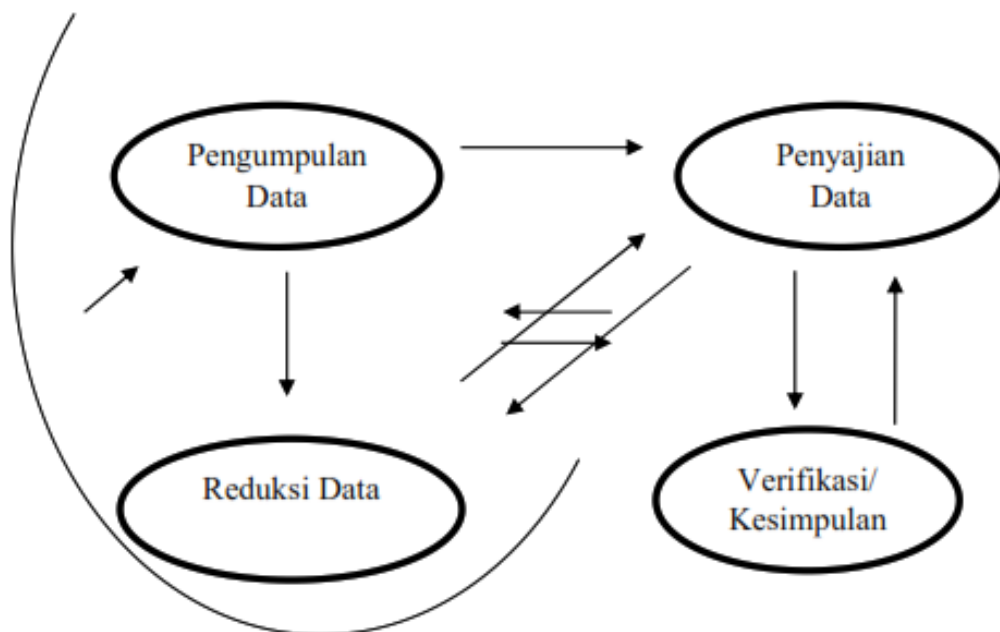 Pengumpulan
Data
Penyajian
Data
Reduksi Data
Verifikasi/
Kesimpulan